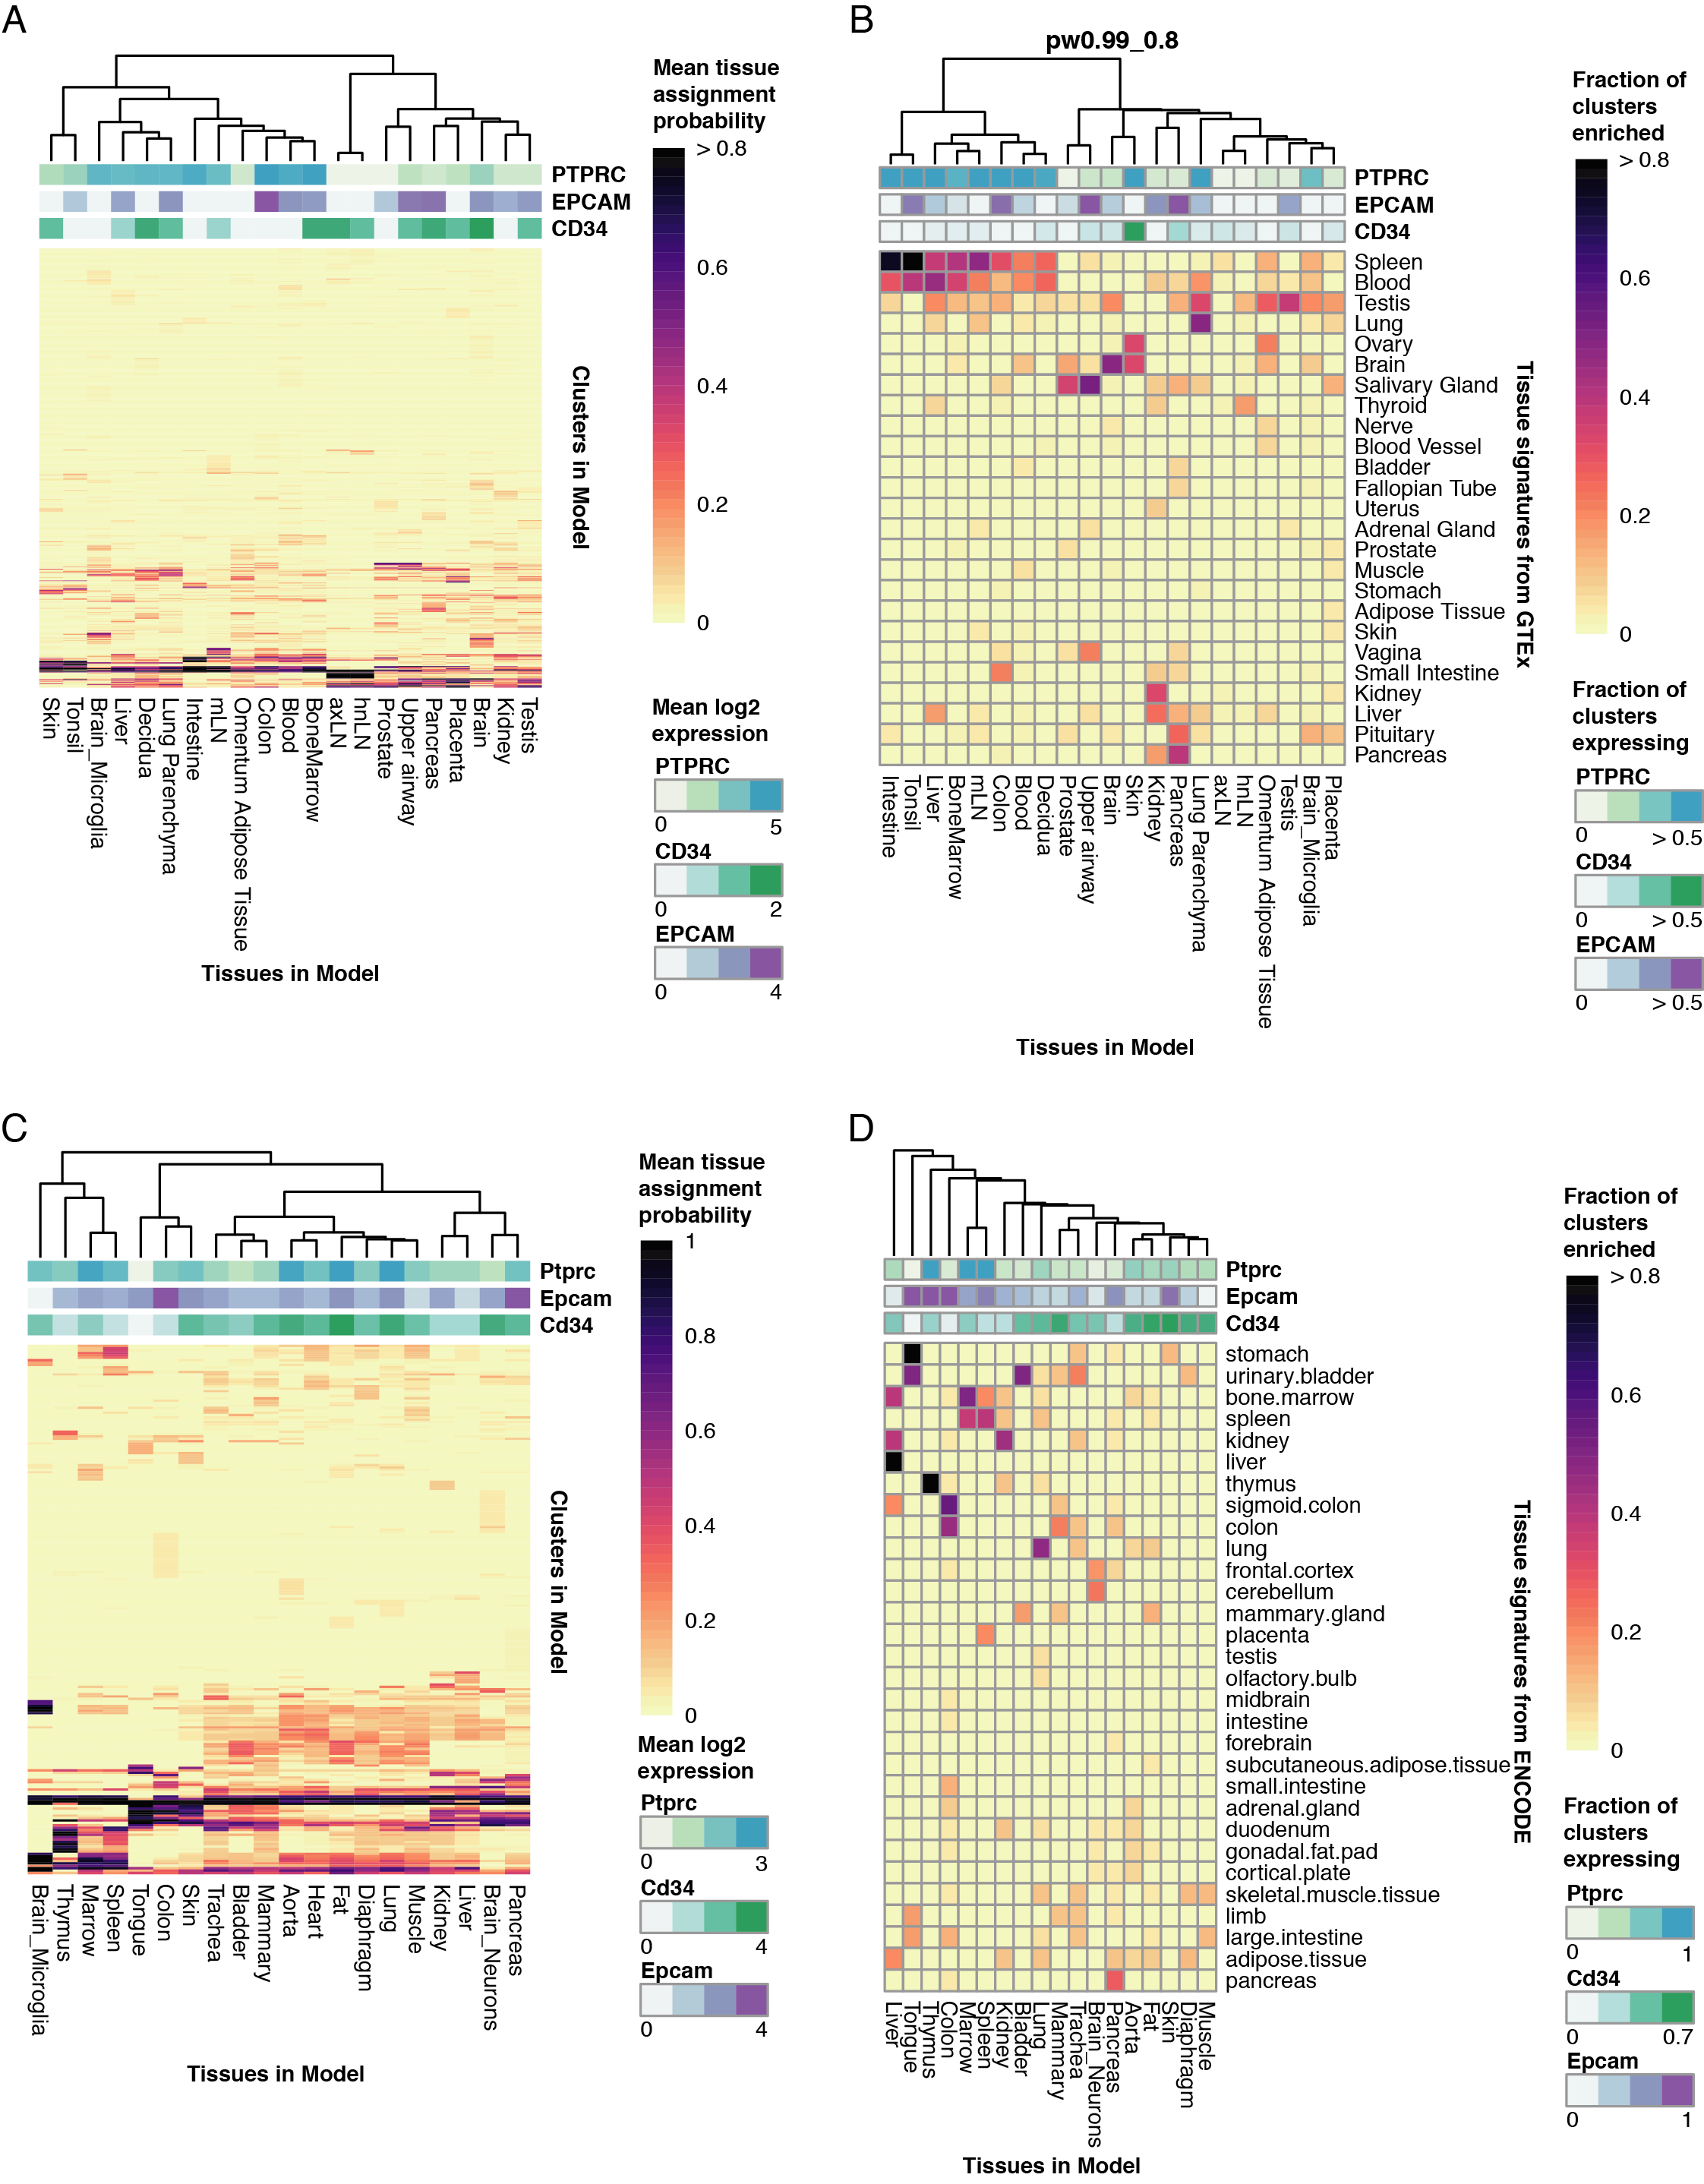 A
Mean tissue
assignment
probability
> 0.8
0.6
0.4
0.2
0
PTPRC
EPCAM
CD34
Clusters in Model
Skin
Tonsil
Brain_Microglia
Liver
Decidua
Lung Parenchyma
Intestine
mLN
Omentum Adipose Tissue
Colon
Blood
BoneMarrow
axLN
hnLN
Prostate
Upper airway
Pancreas
Placenta
Brain
Kidney
Testis
Tissues in Model
Mean log2
expression
PTPRC
0 5
CD34
0 2
EPCAM
0 4
B
pw0.99_0.8
Fraction of
clusters
enriched
> 0.8
0.6
0.4
0.2
0
PTPRC
EPCAM
CD34
Spleen
Blood
Testis
Lung
Ovary
Brain
Salivary Gland
Thyroid
Nerve
Blood Vessel
Bladder
Fallopian Tube
Uterus
Adrenal Gland
Prostate
Muscle
Stomach
Adipose Tissue
Skin
Vagina
Small Intestine
Kidney
Liver
Pituitary
Pancreas
Tissue signatures from GTEx
Intestine
Tonsil
Liver
BoneMarrow
mLN
Colon
Blood
Decidua
Prostate
Upper airway
Brain
Skin
Kidney
Pancreas
Lung Parenchyma
axLN
hnLN
Omentum Adipose Tissue
Testis
Brain_Microglia
Placenta
Tissues in Model
Fraction of
clusters
expressing
PTPRC
0 > 0.5
CD34
0 > 0.5
EPCAM
0 > 0.5
C
Mean tissue
assignment
probability
1
0.8
0.6
0.4
0.2
0
Ptprc
Epcam
Cd34
Clusters in Model
Brain_Microglia
Thymus
Marrow
Spleen
Tongue
Colon
Skin
Trachea
Bladder
Mammary
Aorta
Heart
Fat
Diaphragm
Lung
Muscle
Kidney
Liver
Brain_Neurons
Pancreas
Tissues in Model
Mean log2
expression
Ptprc
0 3
Cd34
0 4
Epcam
0 4
D
Fraction of
clusters
enriched
> 0.8
0.6
0.4
0.2
0
Ptprc
Epcam
Cd34
stomach
urinary.bladder
bone.marrow
spleen
kidney
liver
thymus
sigmoid.colon
colon
lung
frontal.cortex
cerebellum
mammary.gland
placenta
testis
olfactory.bulb
midbrain
intestine
forebrain
subcutaneous.adipose.tissue
small.intestine
adrenal.gland
duodenum
gonadal.fat.pad
cortical.plate
skeletal.muscle.tissue
limb
large.intestine
adipose.tissue
pancreas
Tissue signatures from ENCODE
Liver
Tongue
Thymus
Colon
Marrow
Spleen
Kidney
Bladder
Lung
Mammary
Trachea
Brain_Neurons
Pancreas
Aorta
Fat
Skin
Diaphragm
Muscle
Tissues in Model
Fraction of
clusters
expressing
Ptprc
0 1
Cd34
0 0.7
Epcam
0 1